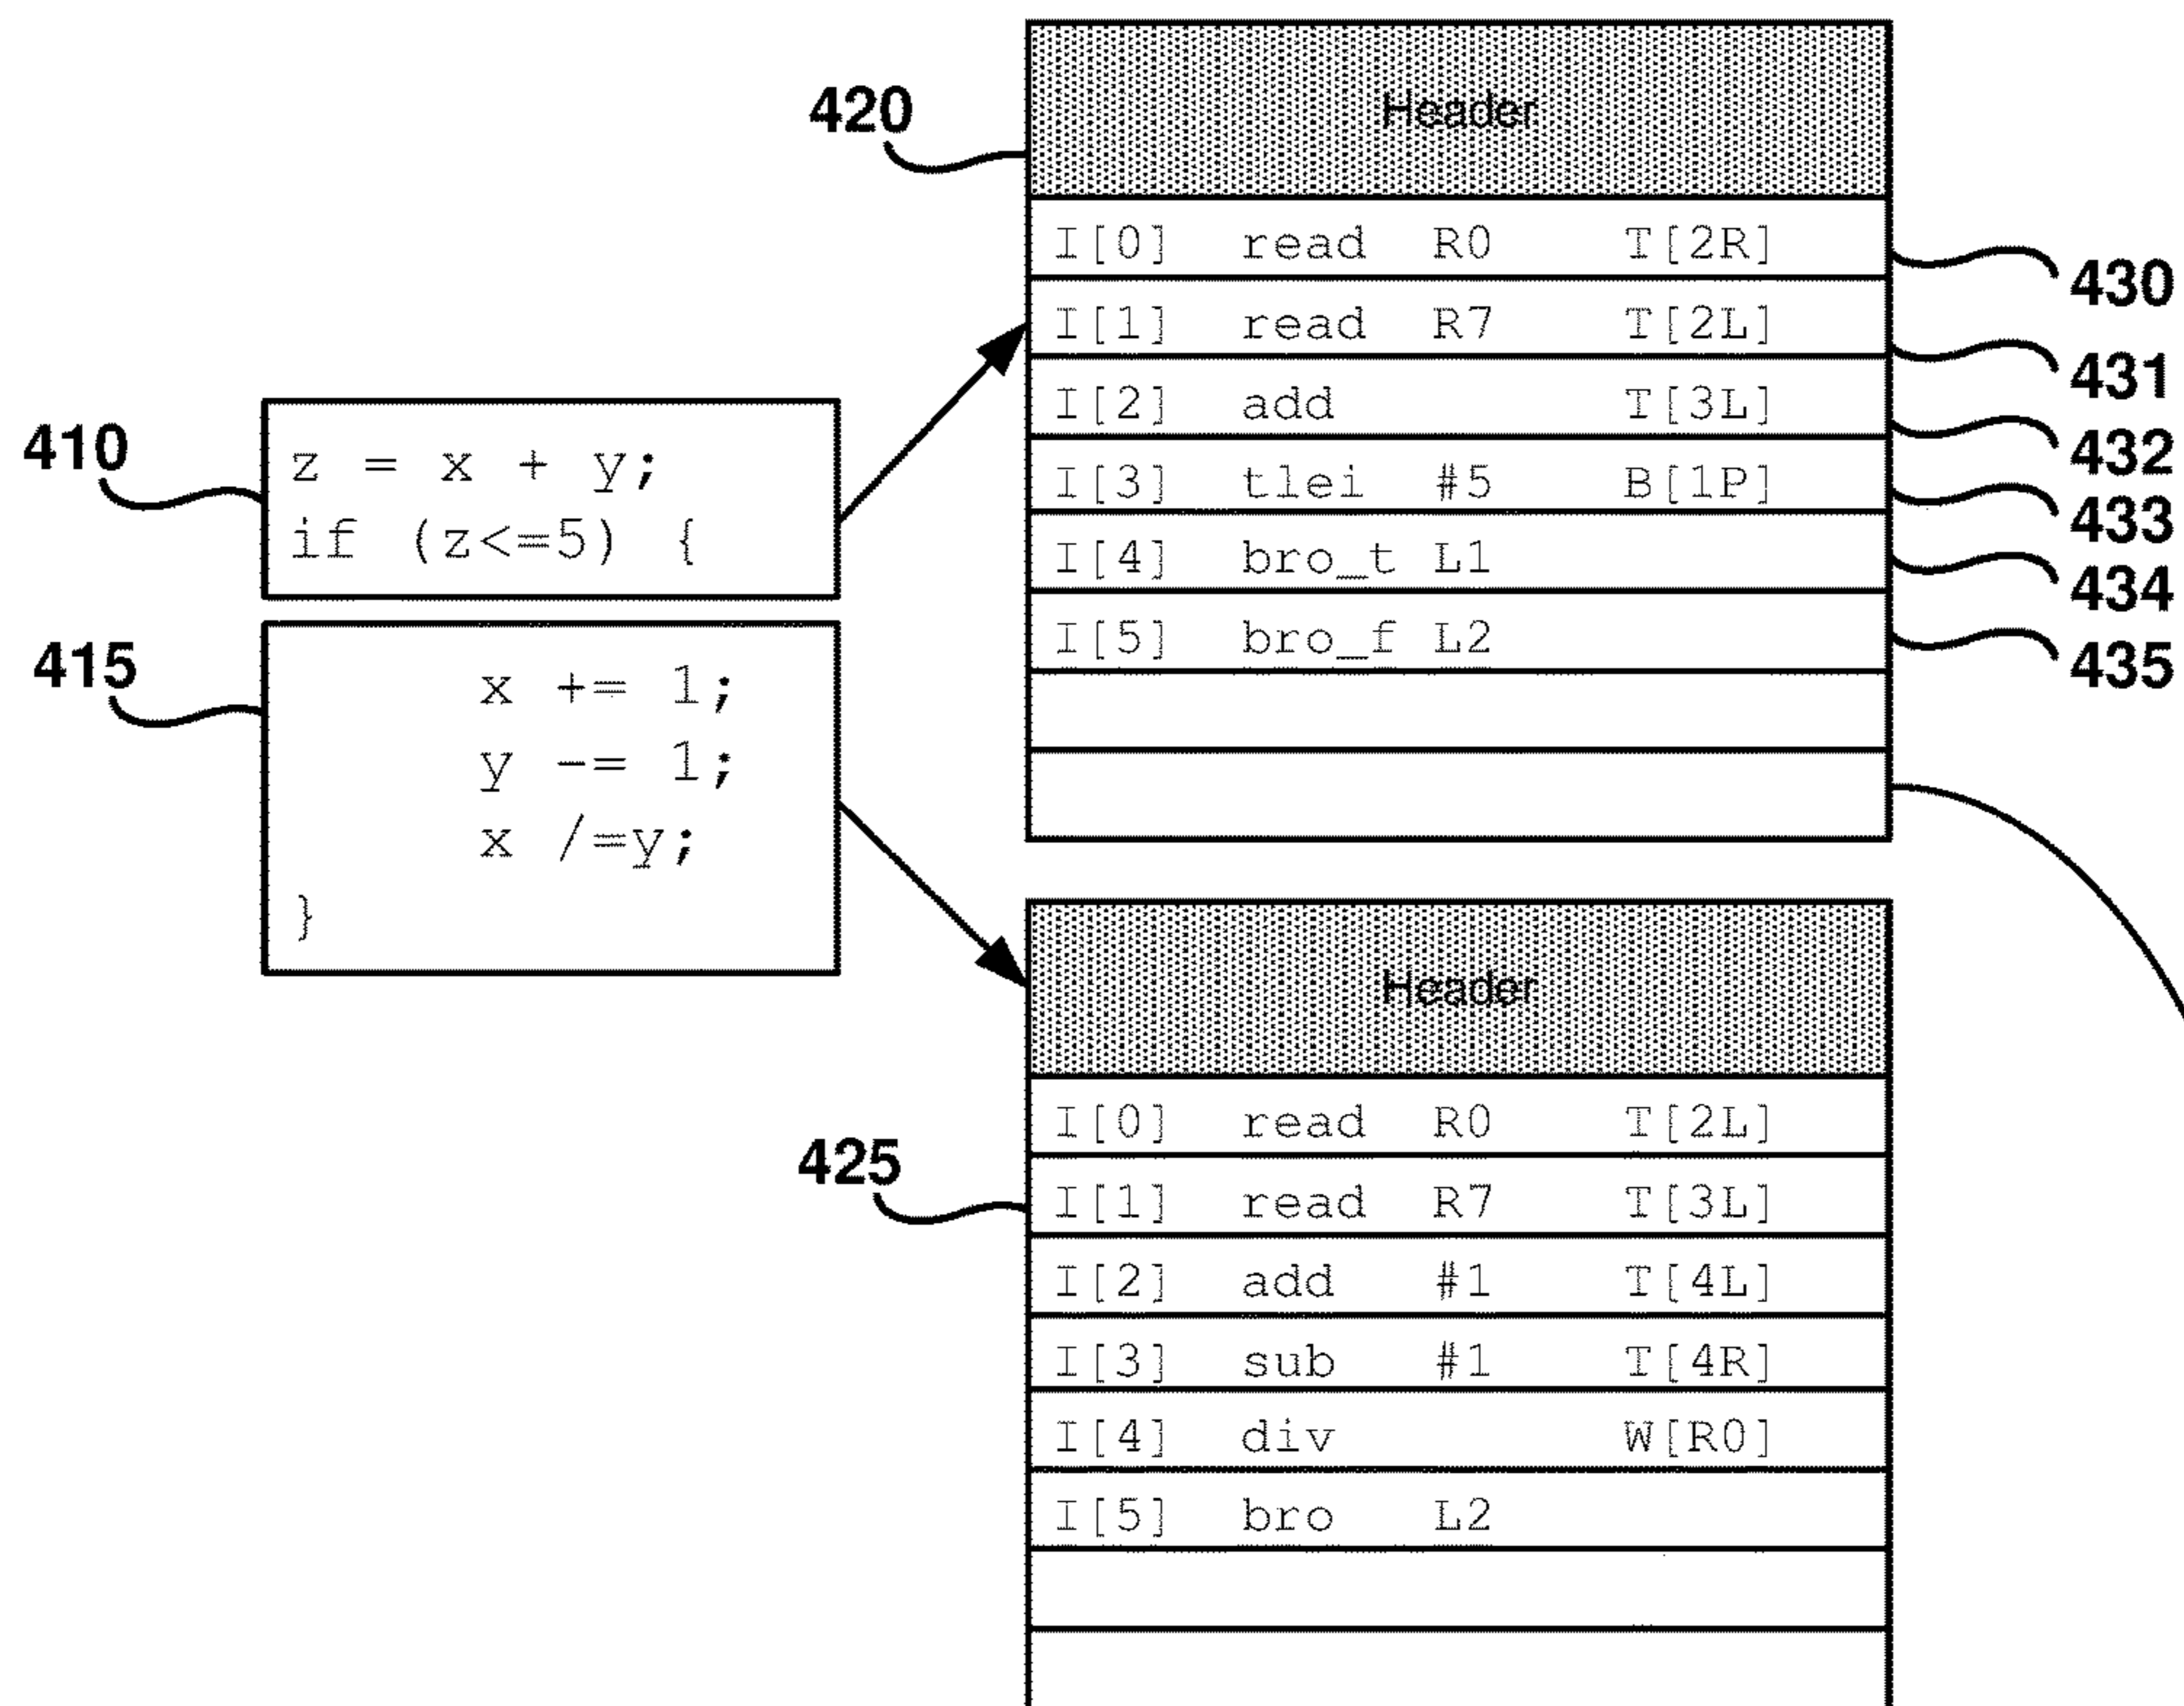 420
Header
I[0] read R0 T[2R]
430
I[1] read R7 T[2L]
431
I[2] add T[3L]
432
I[3] tlei #5 B[1P]
433
I[4] bro_t L1
434
I[5] bro_f L2
435
410
z = x + y;
if (z<=5) {
415
x += 1;
y -= 1;
x /=y;
}
425
Header
I[0] read R0 T[2L]
I[1] read R7 T[3L]
I[2] add #1 T[4L]
I[3] sub #1 T[4R]
I[4] div W[R0]
I[5] bro L2